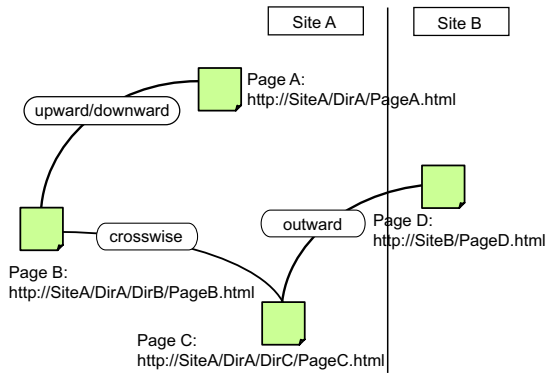 Site A
Site B
Page A:
http://SiteA/DirA/PageA.html
upward/downward
Page D:
http://SiteB/PageD.html
outward
crosswise
Page B:
http://SiteA/DirA/DirB/PageB.html
Page C:
http://SiteA/DirA/DirC/PageC.html